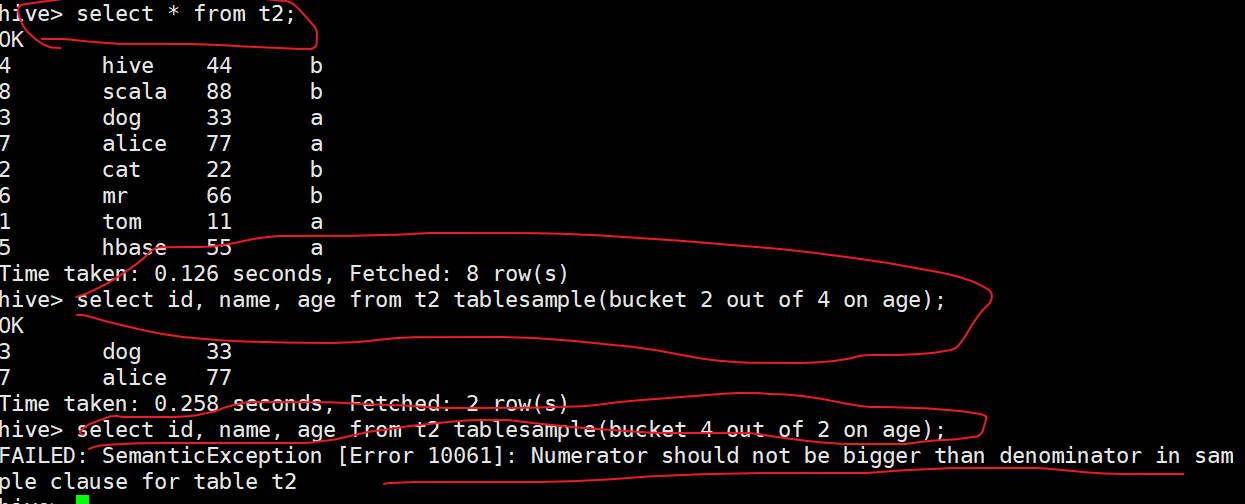 hive> select * from t2;
OK
4 hive 44 b
8 scala 88 b
3 dog 33 a
7 alice 77 a
2 cat 22 b
6 mr 66 b
1 tom 11 a
5 hbase 55 a
Time taken: 0.126 seconds, Fetched: 8 row(s)
hive> select id, name, age from t2 tablesample(bucket 2 out of 4 on age);
OK
3 dog 33
7 alice 77
Time taken: 0.258 seconds, Fetched: 2 row(s)
hive> select id, name, age from t2 tablesample(bucket 4 out of 2 on age);
FAILED: SemanticException [Error 10061]: Numerator should not be bigger than denominator in sam
ple clause for table t2
hive>